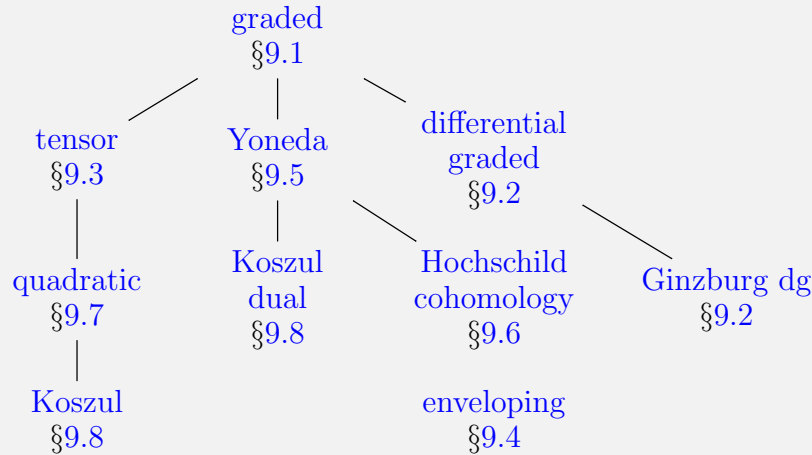 graded
§9.1
tensor
§9.3
Yoneda
§9.5
differential
graded
§9.2
quadratic
§9.7
Koszul
dual
§9.8
Hochschild
cohomology
§9.6
Ginzburg dg
§9.2
Koszul
§9.8
enveloping
§9.4